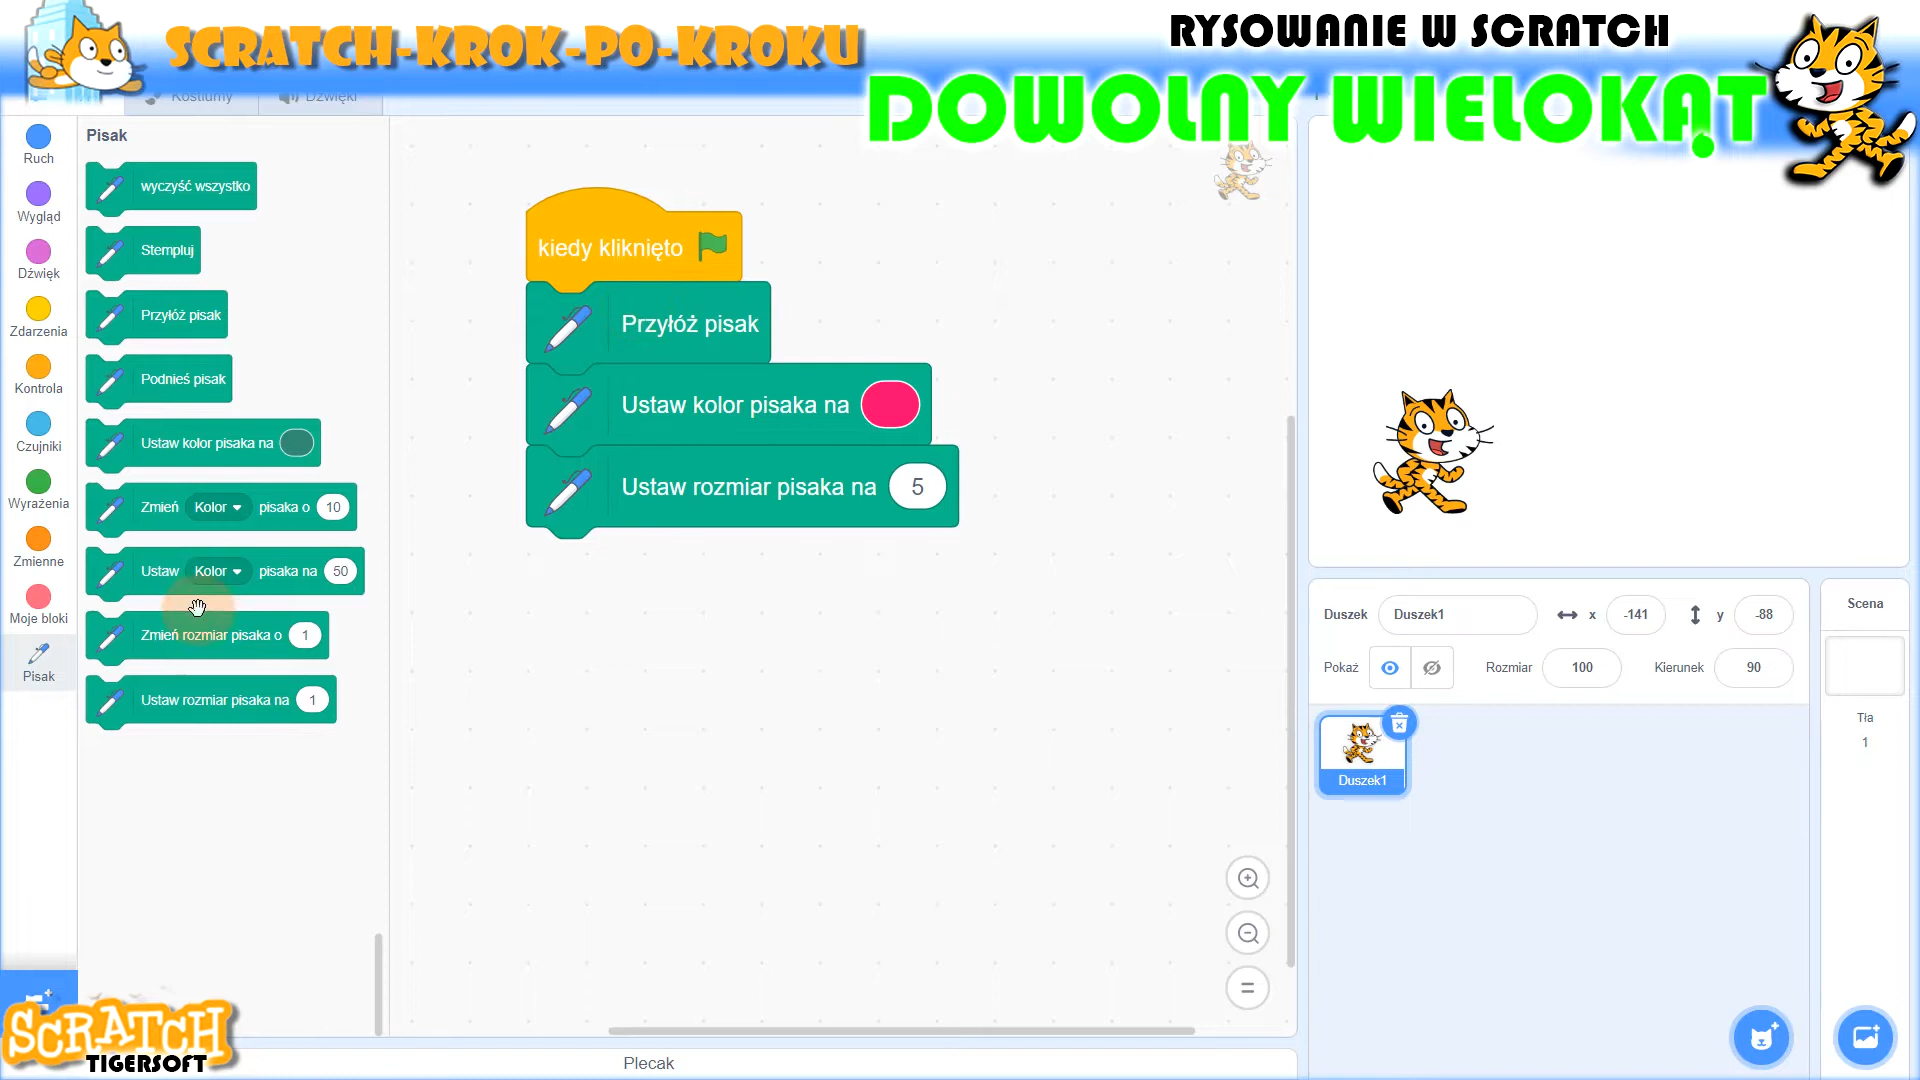 SCRATCH-KROK-PO-KROKU
RYSOWANIE W SCRATCH
DOWOLNY WIELOKĄT
Kostiumy
Dźwięki
Ruch
Wygląd
Dźwięk
Zdarzenia
Kontrola
Czujniki
Wyrażenia
Zmienne
Moje bloki
Pisak
Pisak
wyczyść wszystko
Stempluj
Przyłóż pisak
Podnieś pisak
Ustaw kolor pisaka na
Zmień Kolor pisaka o 10
Ustaw Kolor pisaka na 50
Zmień rozmiar pisaka o 1
Ustaw rozmiar pisaka na 1
kiedy kliknięto
Przyłóż pisak
Ustaw kolor pisaka na
Ustaw rozmiar pisaka na 5
Duszek Duszek1 x -141 y -88
Pokaż Rozmiar 100 Kierunek 90
Duszek1
Scena
Tła
1
Plecak
SCRATCH
TIGERSOFT